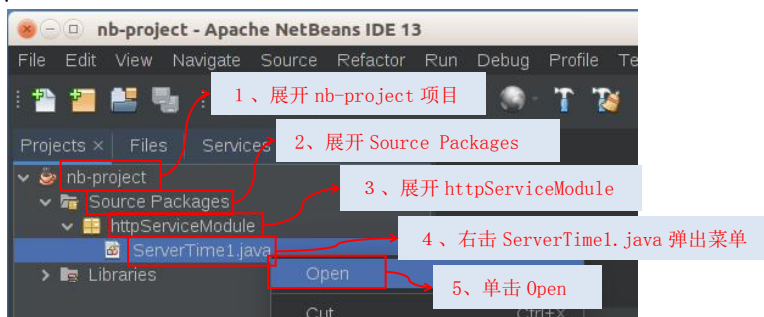 nb-project - Apache NetBeans IDE 13
File Edit View Navigate Source Refactor Run Debug Profile
1、展开 nb-project 项目
Projects × Files Services
2、展开 Source Packages
nb-project
3、展开 httpServiceModule
Source Packages
httpServiceModule
4、右击 ServerTime1.java 弹出菜单
ServerTime1.java
Libraries
Open
5、单击 Open
Cut Ctrl+X